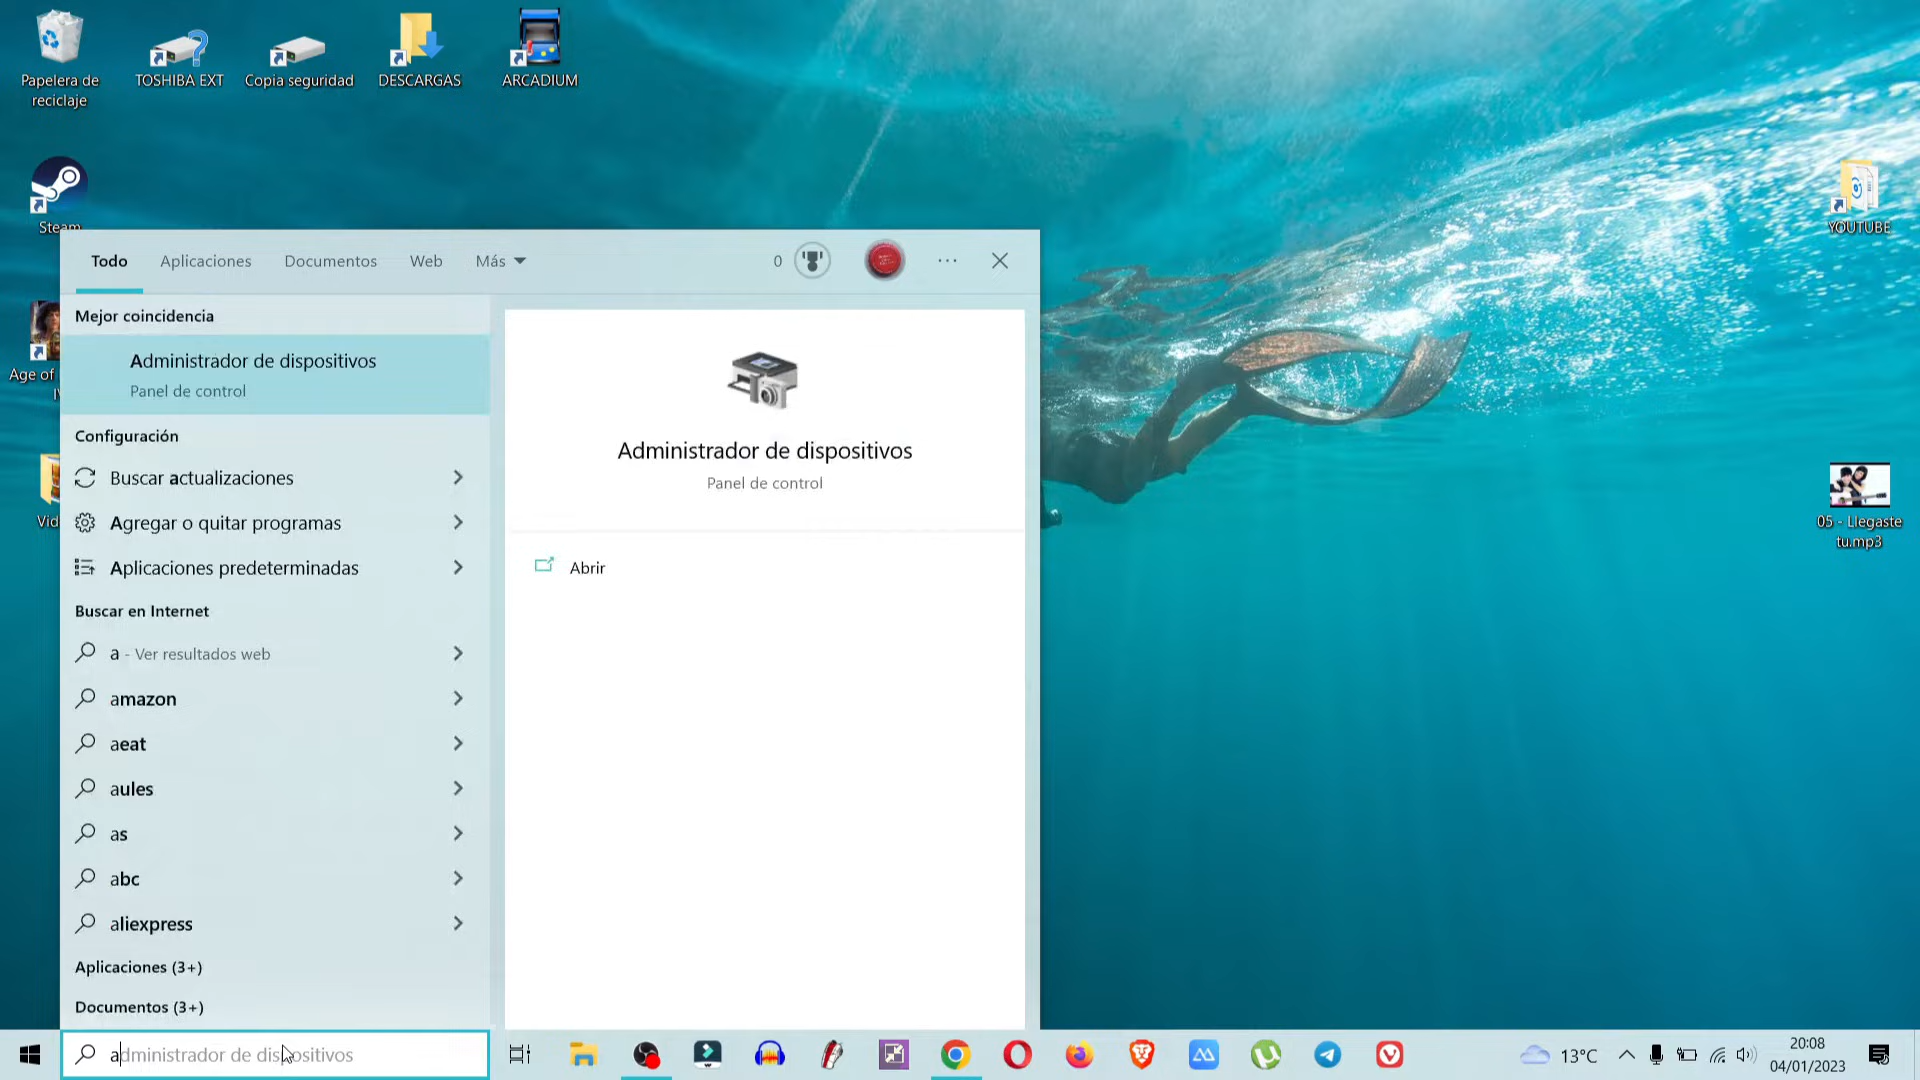 Papelera de
reciclaje
TOSHIBA EXT
Copia seguridad
DESCARGAS
ARCADIUM
Steam
YOUTUBE
Age of
Vid
05 - Llegaste
tu.mp3
Todo
Aplicaciones
Documentos
Web
Más
0
Mejor coincidencia
Administrador de dispositivos
Panel de control
Configuración
Buscar actualizaciones
Agregar o quitar programas
Aplicaciones predeterminadas
Buscar en Internet
a - Ver resultados web
amazon
aeat
aules
as
abc
aliexpress
Aplicaciones (3+)
Documentos (3+)
Administrador de dispositivos
Panel de control
Abrir
administrador de dispositivos
13°C
20:08
04/01/2023